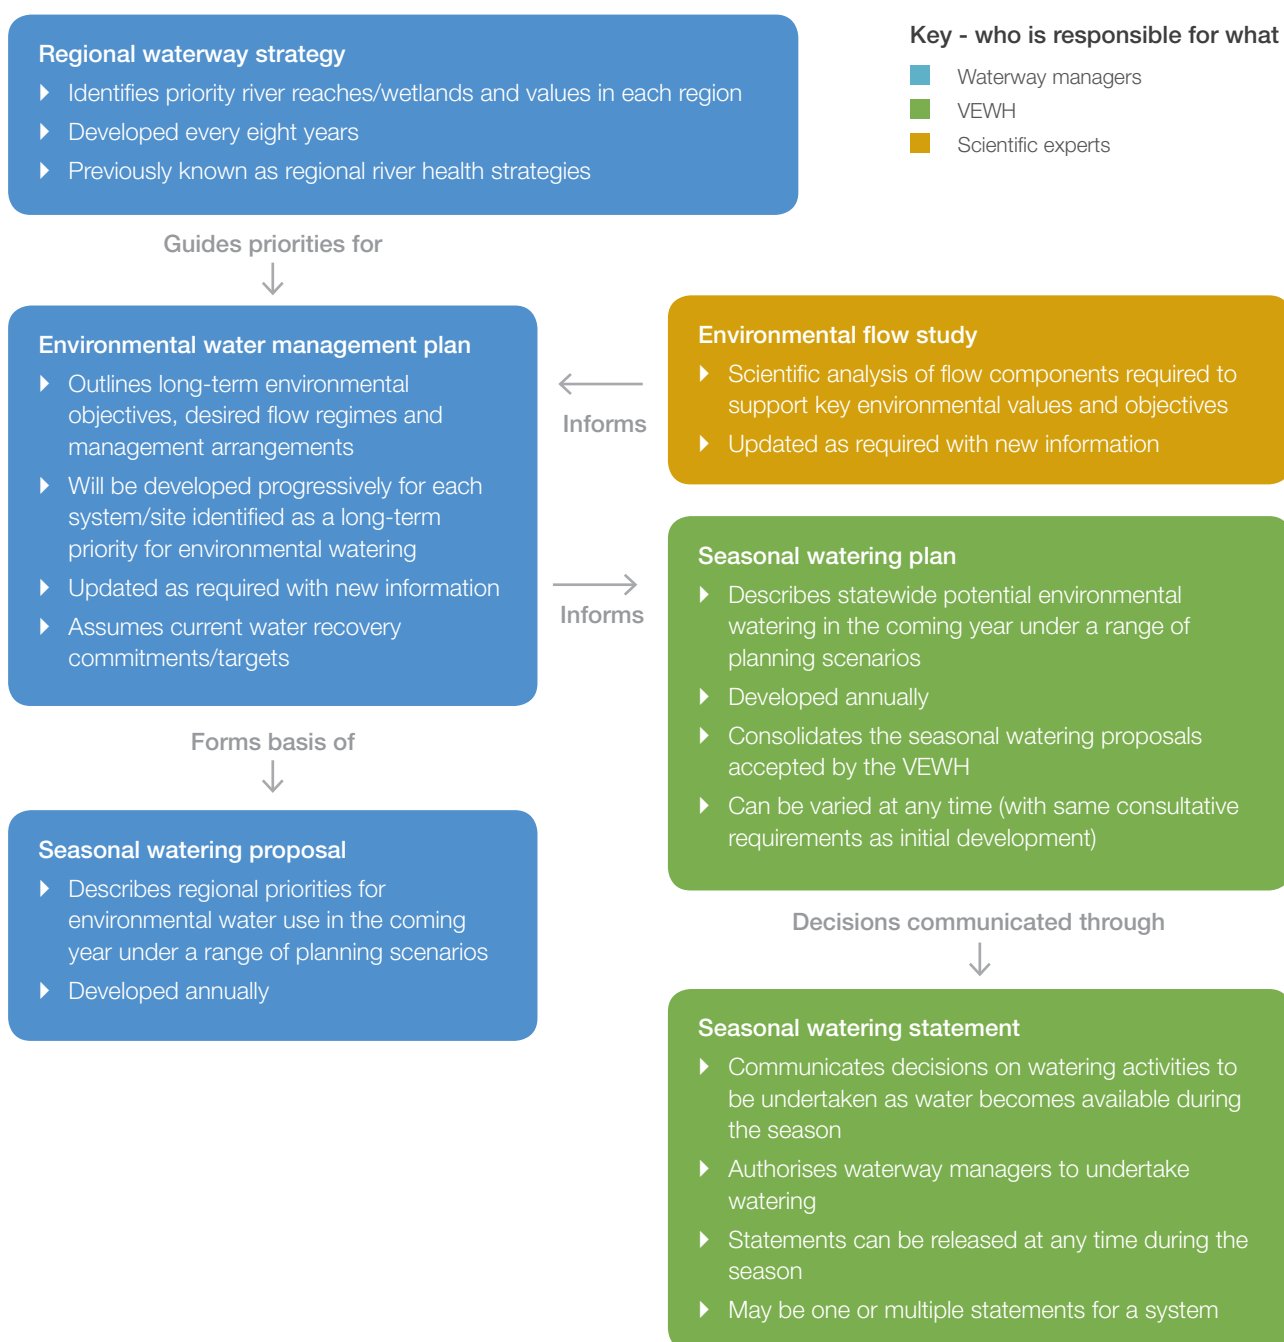 Regional waterway strategy
Identifies priority river reaches/wetlands and values in each region
Developed every eight years
Previously known as regional river health strategies
Key - who is responsible for what
Waterway managers
VEWH
Scientific experts
Guides priorities for
Environmental water management plan
Outlines long-term environmental
objectives, desired flow regimes and
management arrangements
Will be developed progressively for each
system/site identified as a long-term
priority for environmental watering
Updated as required with new information
Assumes current water recovery
commitments/targets
Informs
Informs
Environmental flow study
Scientific analysis of flow components required to
support key environmental values and objectives
Updated as required with new information
Seasonal watering plan
Describes statewide potential environmental
watering in the coming year under a range of
planning scenarios
Developed annually
Consolidates the seasonal watering proposals
accepted by the VEWH
Can be varied at any time (with same consultative
requirements as initial development)
Forms basis of
Seasonal watering proposal
Describes regional priorities for
environmental water use in the coming
year under a range of planning scenarios
Developed annually
Decisions communicated through
Seasonal watering statement
Communicates decisions on watering activities to
be undertaken as water becomes available during
the season
Authorises waterway managers to undertake
watering
Statements can be released at any time during the
season
May be one or multiple statements for a system